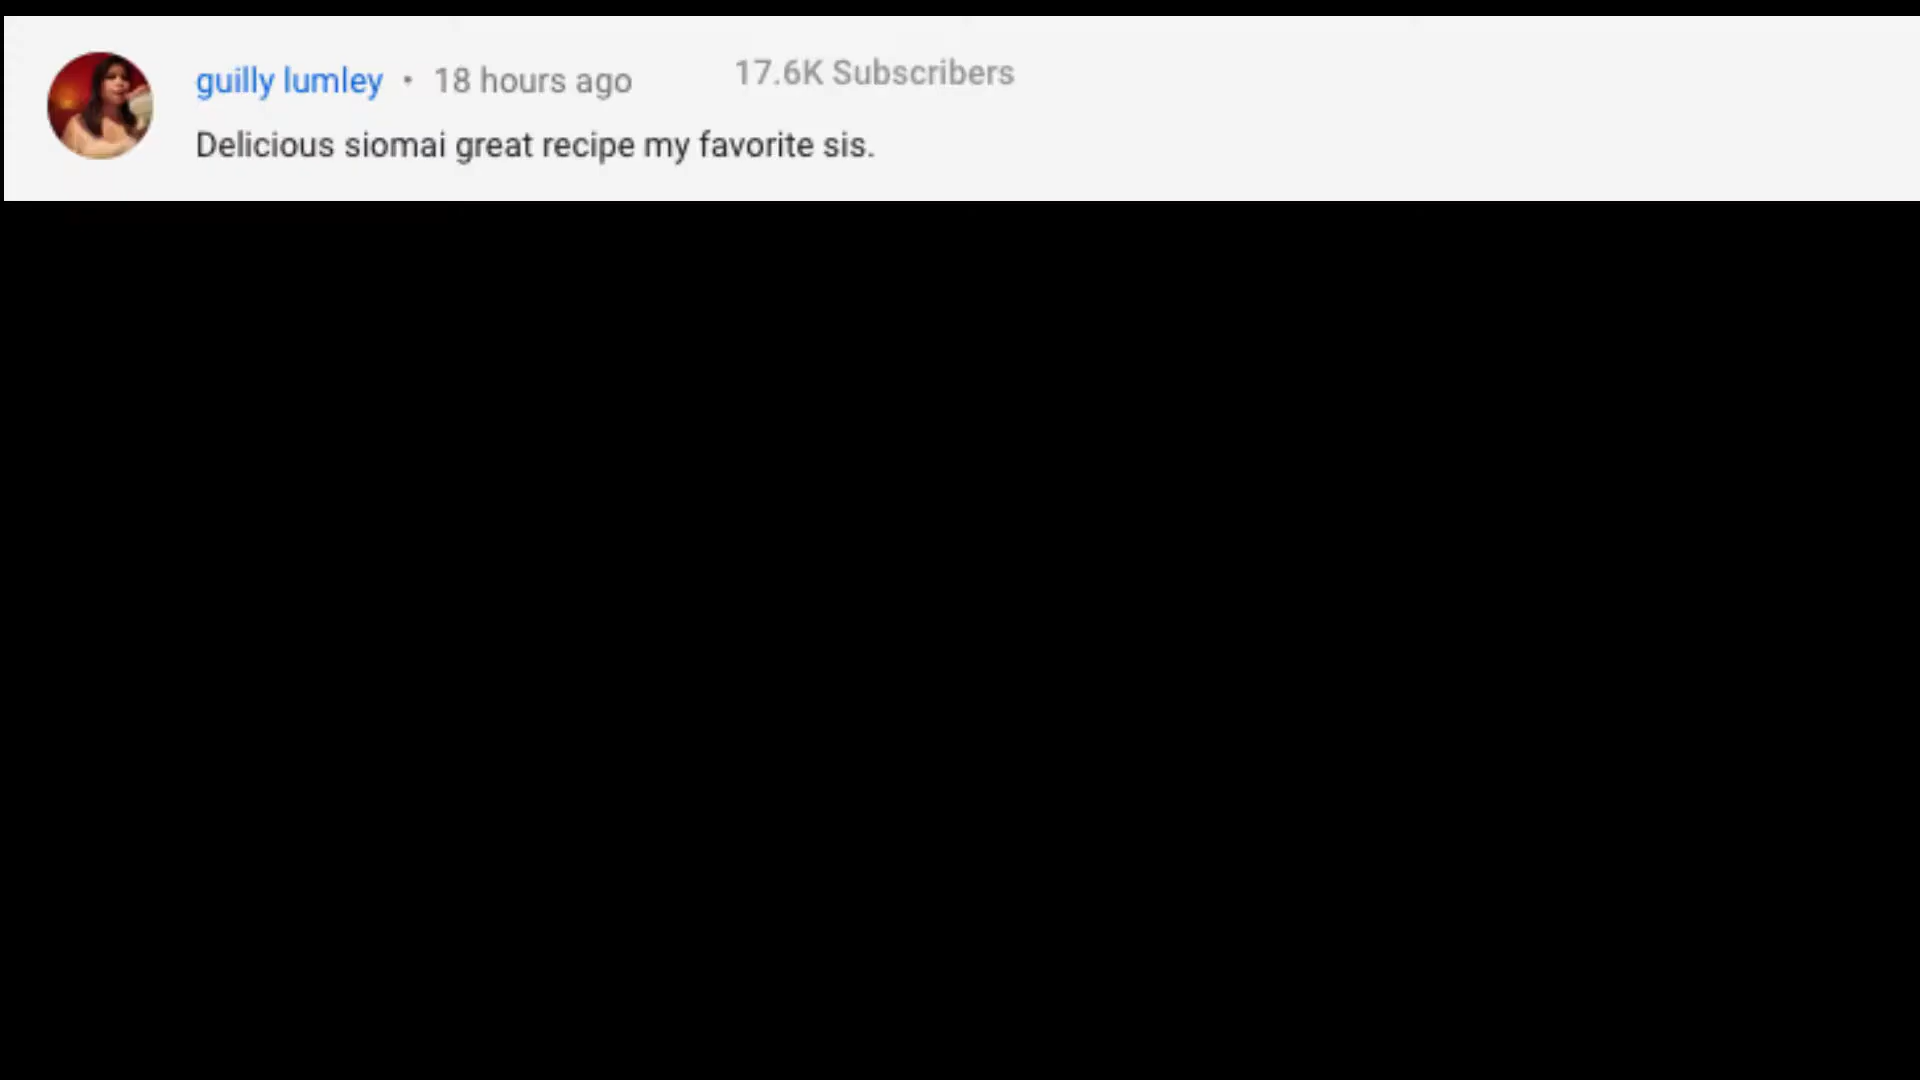 guilly lumley • 18 hours ago 17.6K Subscribers
Delicious siomai great recipe my favorite sis.